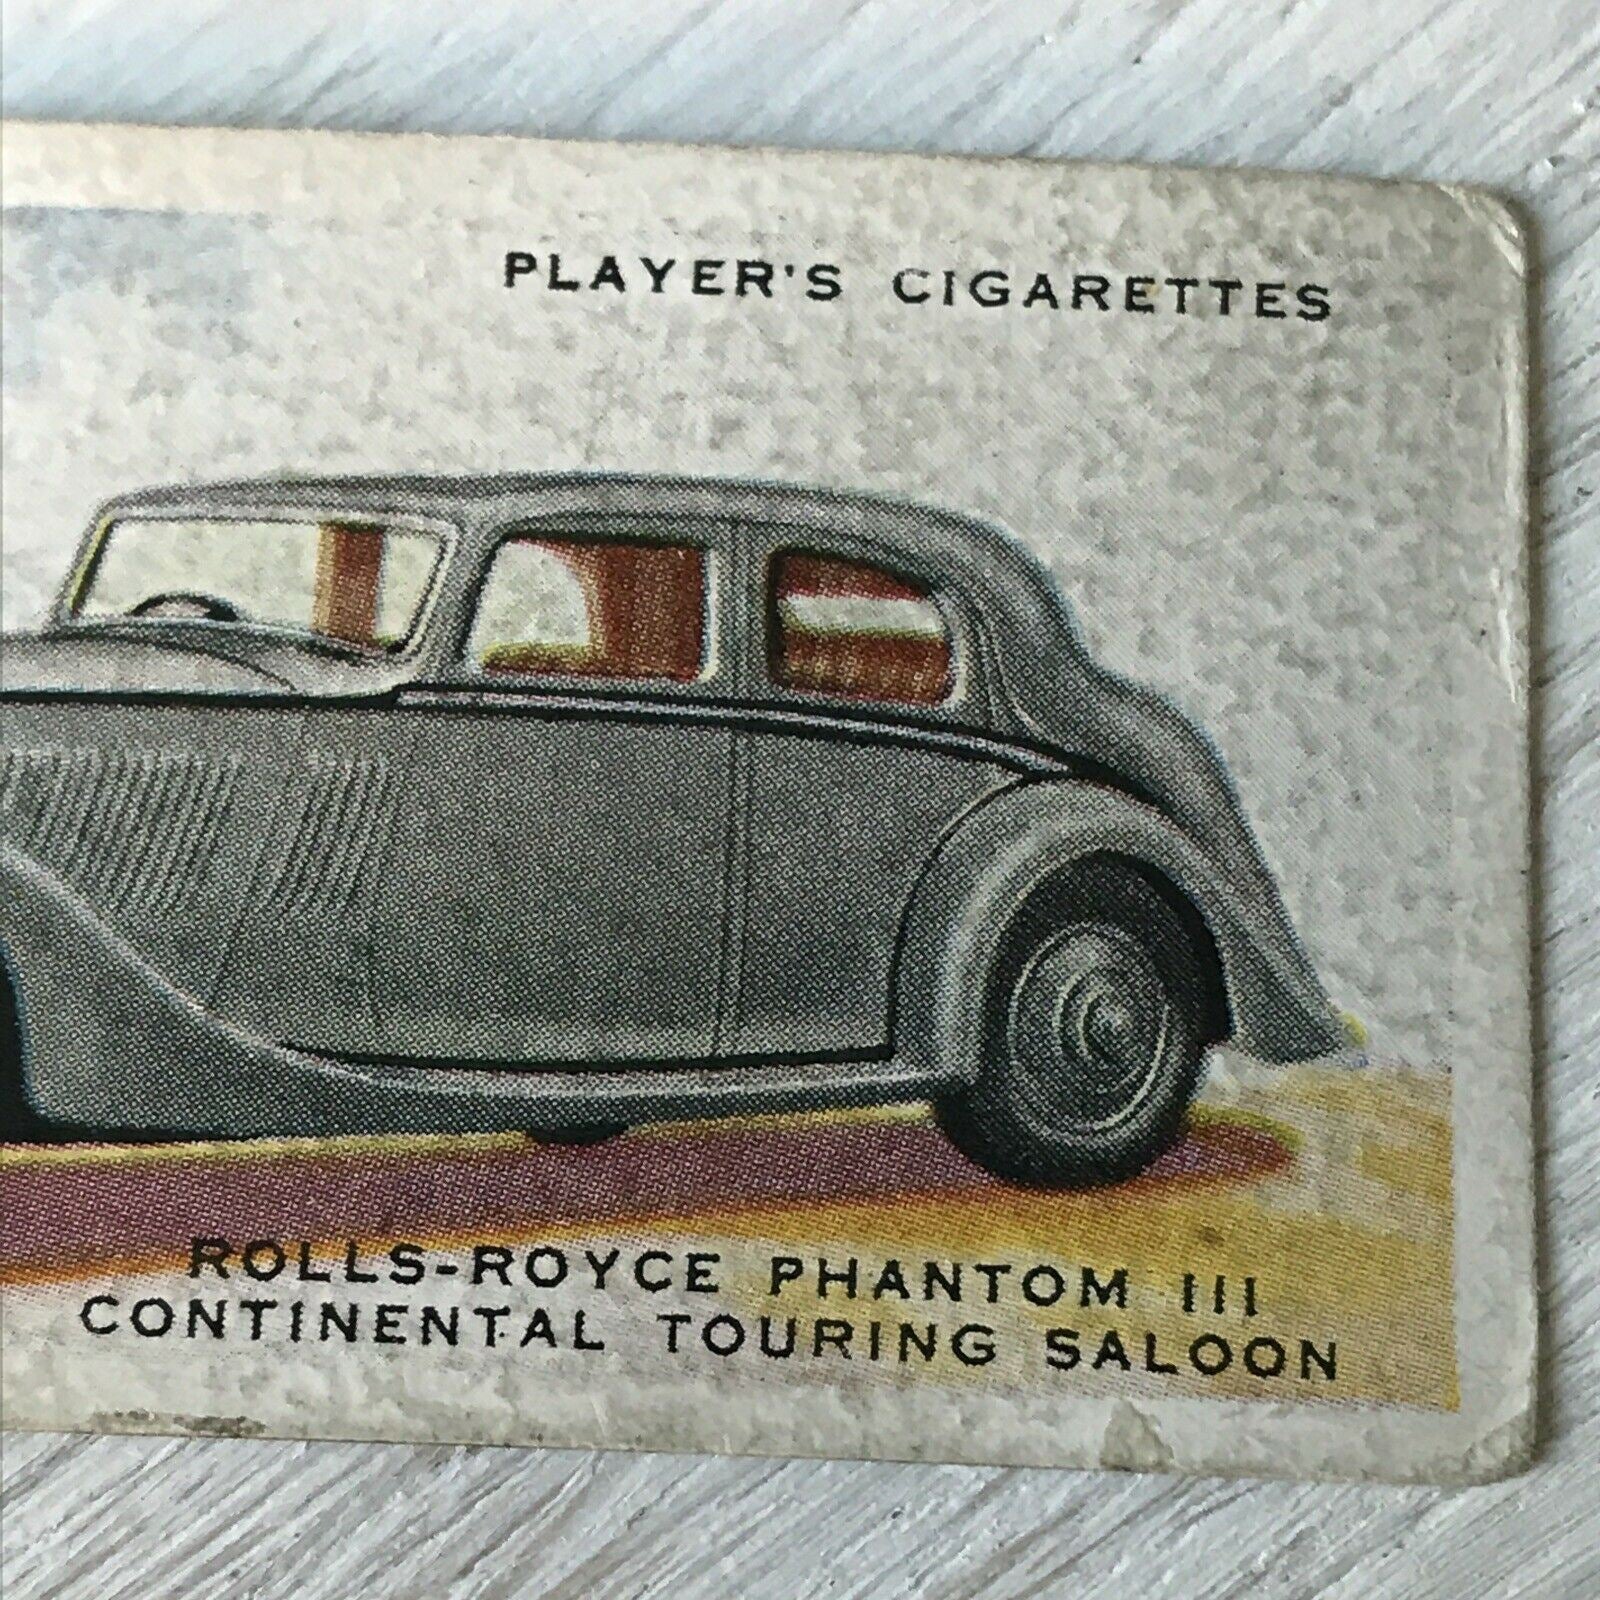 PLAYER'S CIGARETTES
ROLLS-ROYCE PHANTOM III
CONTINENTAL TOURING SALOON